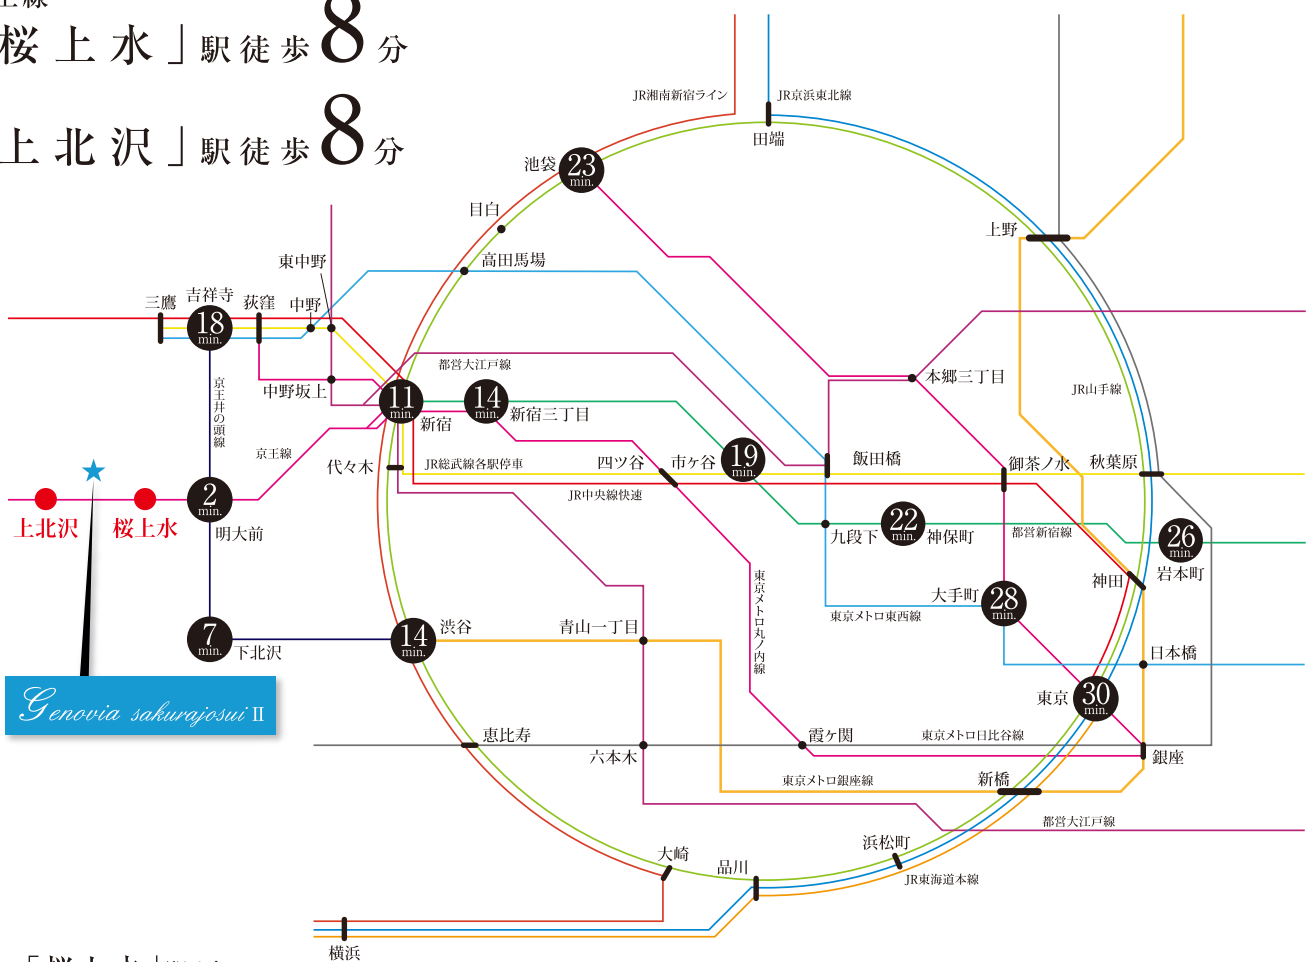 桜上水」駅徒歩8分
上北沢」駅徒歩8分
JR湘南新宿ライン
JR京浜東北線
田端
池袋
23
min.
目白
高田馬場
上野
東中野
三鷹
吉祥寺
荻窪
中野
18
min.
中野坂上
都営大江戸線
本郷三丁目
JR山手線
京王井の頭線
11
min.
新宿
14
min.
新宿三丁目
京王線
代々木
JR総武線各駅停車
四ツ谷
市ヶ谷
19
min.
飯田橋
御茶ノ水
秋葉原
JR中央線快速
上北沢
桜上水
2
min.
明大前
九段下
22
min.
神保町
都営新宿線
26
min.
岩本町
神田
東京メトロ丸ノ内線
大手町
28
min.
東京メトロ東西線
7
min.
下北沢
14
min.
渋谷
青山一丁目
日本橋
東京
30
min.
Genovia sakurajosui II
恵比寿
六本木
霞ケ関
東京メトロ日比谷線
銀座
東京メトロ銀座線
新橋
都営大江戸線
大崎
品川
浜松町
JR東海道本線
横浜